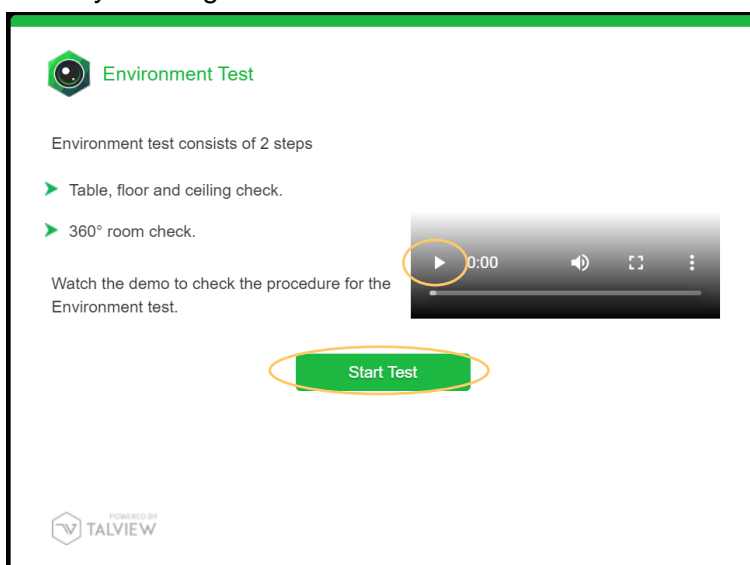 Environment Test
Environment test consists of 2 steps
Table, floor and ceiling check.
360° room check.
Watch the demo to check the procedure for the
Environment test.
0:00
Start Test
POWERED BY
TALVIEW